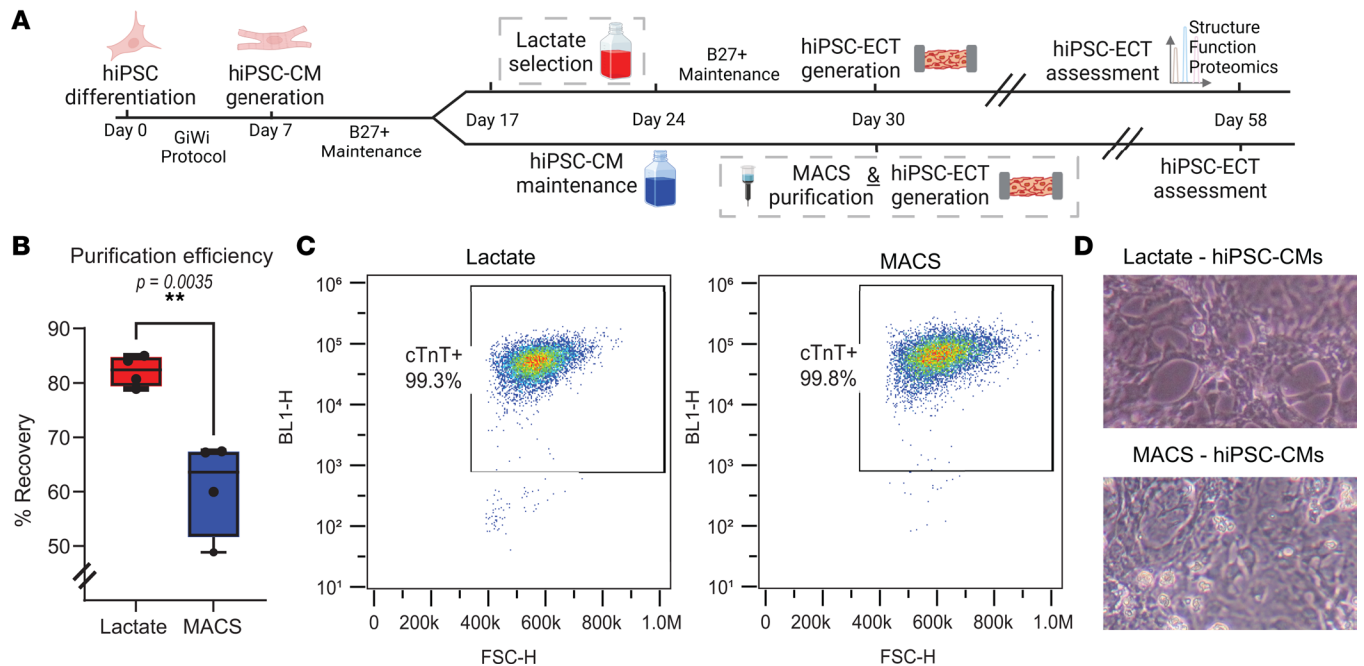 A
hiPSC
differentiation
Day 0
GiWi
Protocol
hiPSC-CM
generation
Day 7
B27+
Maintenance
Lactate
selection
Day 17
B27+
Maintenance
Day 24
hiPSC-ECT
generation
Day 30
hiPSC-ECT
assessment
Structure
Function
Proteomics
Day 58
hiPSC-CM
maintenance
MACS
purification
&
hiPSC-ECT
generation
hiPSC-ECT
assessment
B
Purification efficiency
p = 0.0035
**
% Recovery
90
80
70
60
50
Lactate
MACS
C
Lactate
BL1-H
10⁶
10⁵
10⁴
10³
10²
10¹
cTnT+
99.3%
0
200k
400k
600k
800k
1.0M
FSC-H
MACS
BL1-H
10⁶
10⁵
10⁴
10³
10²
10¹
cTnT+
99.8%
0
200k
400k
600k
800k
1.0M
FSC-H
D
Lactate - hiPSC-CMs
MACS - hiPSC-CMs